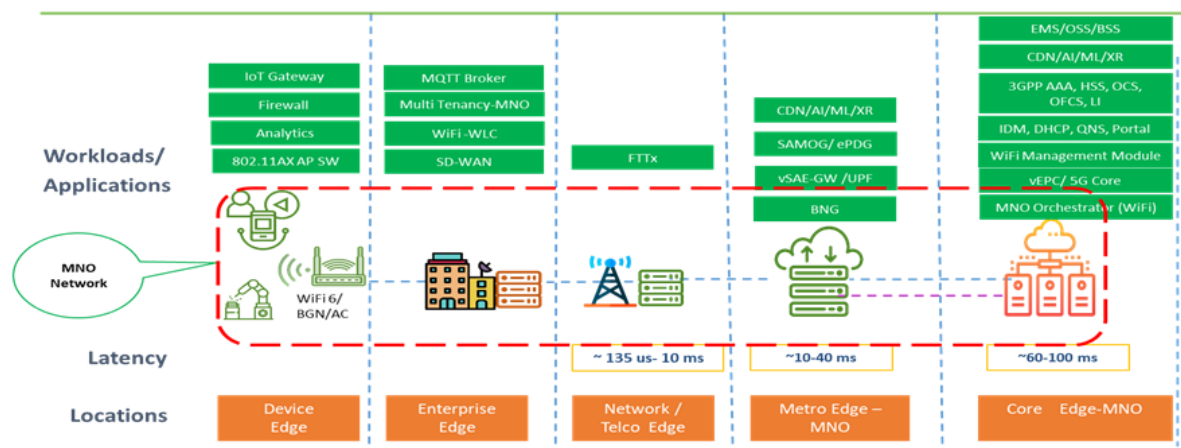 EMS/OSS/BSS
CDN/AI/ML/XR
3GPP AAA, HSS, OCS,
OFCS, LI
IDM, DHCP, QNS, Portal
WiFi Management Module
vEPC/ 5G Core
MNO Orchestrator (WiFi)
IoT Gateway
Firewall
Analytics
802.11AX AP SW
MQTT Broker
Multi Tenancy-MNO
WiFi -WLC
SD-WAN
FTTx
CDN/AI/ML/XR
SAMOG/ ePDG
vSAE-GW /UPF
BNG
Workloads/
Applications
MNO
Network
WiFi 6/
BGN/AC
Latency
~ 135 us- 10 ms
~10-40 ms
~60-100 ms
Locations
Device
Edge
Enterprise
Edge
Network /
Telco Edge
Metro Edge –
MNO
Core Edge-MNO